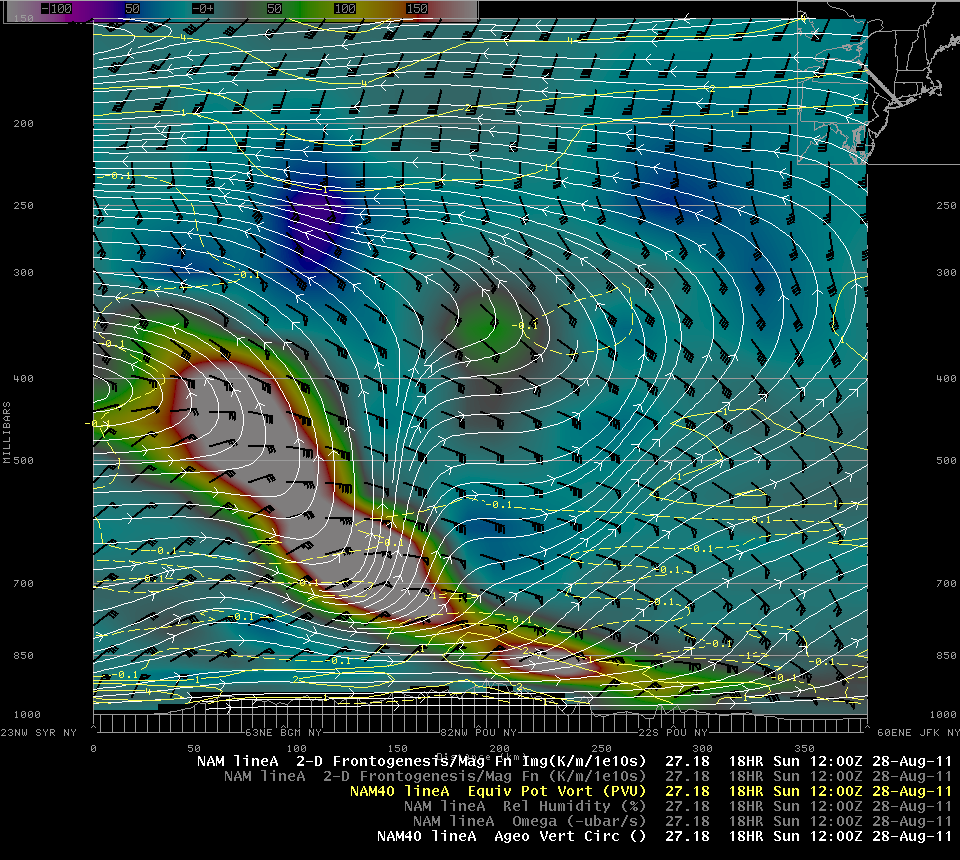 -100 50 -0+ 50 100 150
150
200
250 250
300 300
400 400
MILLIBARS
500 500
700 700
850 850
1000 1000
23NW SYR NY 63NE BGM NY 82NW POU NY 22S POU NY 60ENE JFK NY
0 50 100 150 200 250 300 350
NAM lineA 2-D Frontogenesis/Mag Fn Img(K/m/1e10s) 27.18 18HR Sun 12:00Z 28-Aug-11
NAM lineA 2-D Frontogenesis/Mag Fn (K/m/1e10s) 27.18 18HR Sun 12:00Z 28-Aug-11
NAM40 lineA Equiv Pot Vort (PVU) 27.18 18HR Sun 12:00Z 28-Aug-11
NAM lineA Rel Humidity (%) 27.18 18HR Sun 12:00Z 28-Aug-11
NAM lineA Omega (-ubar/s) 27.18 18HR Sun 12:00Z 28-Aug-11
NAM40 lineA Ageo Vert Circ () 27.18 18HR Sun 12:00Z 28-Aug-11